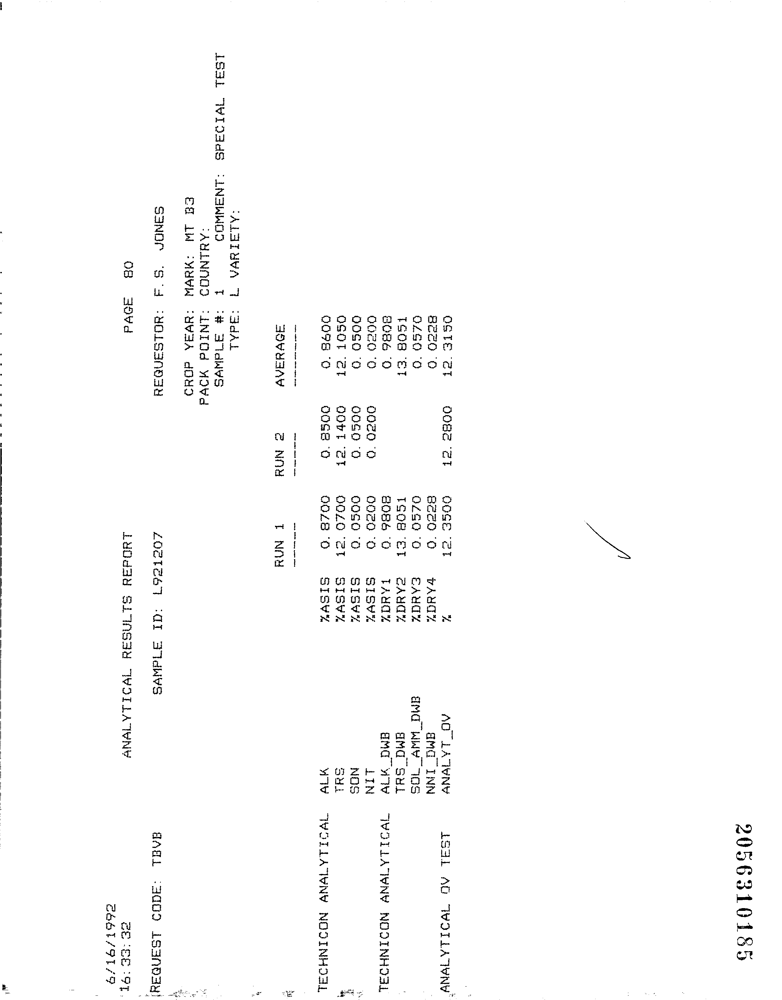 6/16/1992 ANALYTICAL RESULTS REPORT PAGE 80
16:33:32
REQUEST CODE: TBVB SAMPLE ID: L921207 REQUESTOR: F.S. JONES
CROP YEAR: MARK: MT B3
PACK POINT: COUNTRY:
SAMPLE #: 1 COMMENT: SPECIAL TEST
TYPE: L VARIETY:
RUN 1 RUN 2 AVERAGE
----- ----- -------
TECHNICON ANALYTICAL ALK %ASIS 0.8700 0.8500 0.8600
TRS %ASIS 12.0700 12.1400 12.1050
SON %ASIS 0.0500 0.0500 0.0500
NIT %ASIS 0.0200 0.0200 0.0200
TECHNICON ANALYTICAL ALK_DWB %DRY1 0.9808 0.9808
TRS_DWB %DRY2 13.8051 13.8051
SOL_AMM_DWB %DRY3 0.0570 0.0570
NNI_DWB %DRY4 0.0228 0.0228
ANALYTICAL OV TEST ANALYT_OV % 12.3500 12.2800 12.3150
2056310185